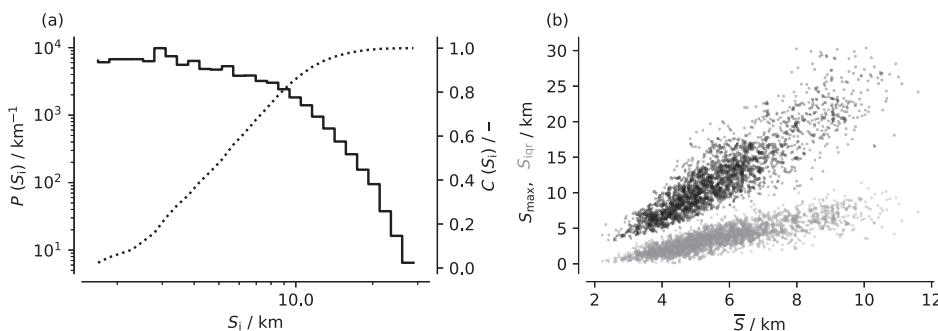 (a)
(b)
10⁴
10³
10²
10¹
P (Sᵢ) / km⁻¹
1.0
0.8
0.6
0.4
0.2
0.0
C (Sᵢ) / −
10.0
Sᵢ / km
30
25
20
15
10
5
0
S_max, S_iqr / km
2 4 6 8 10 12
S̅ / km